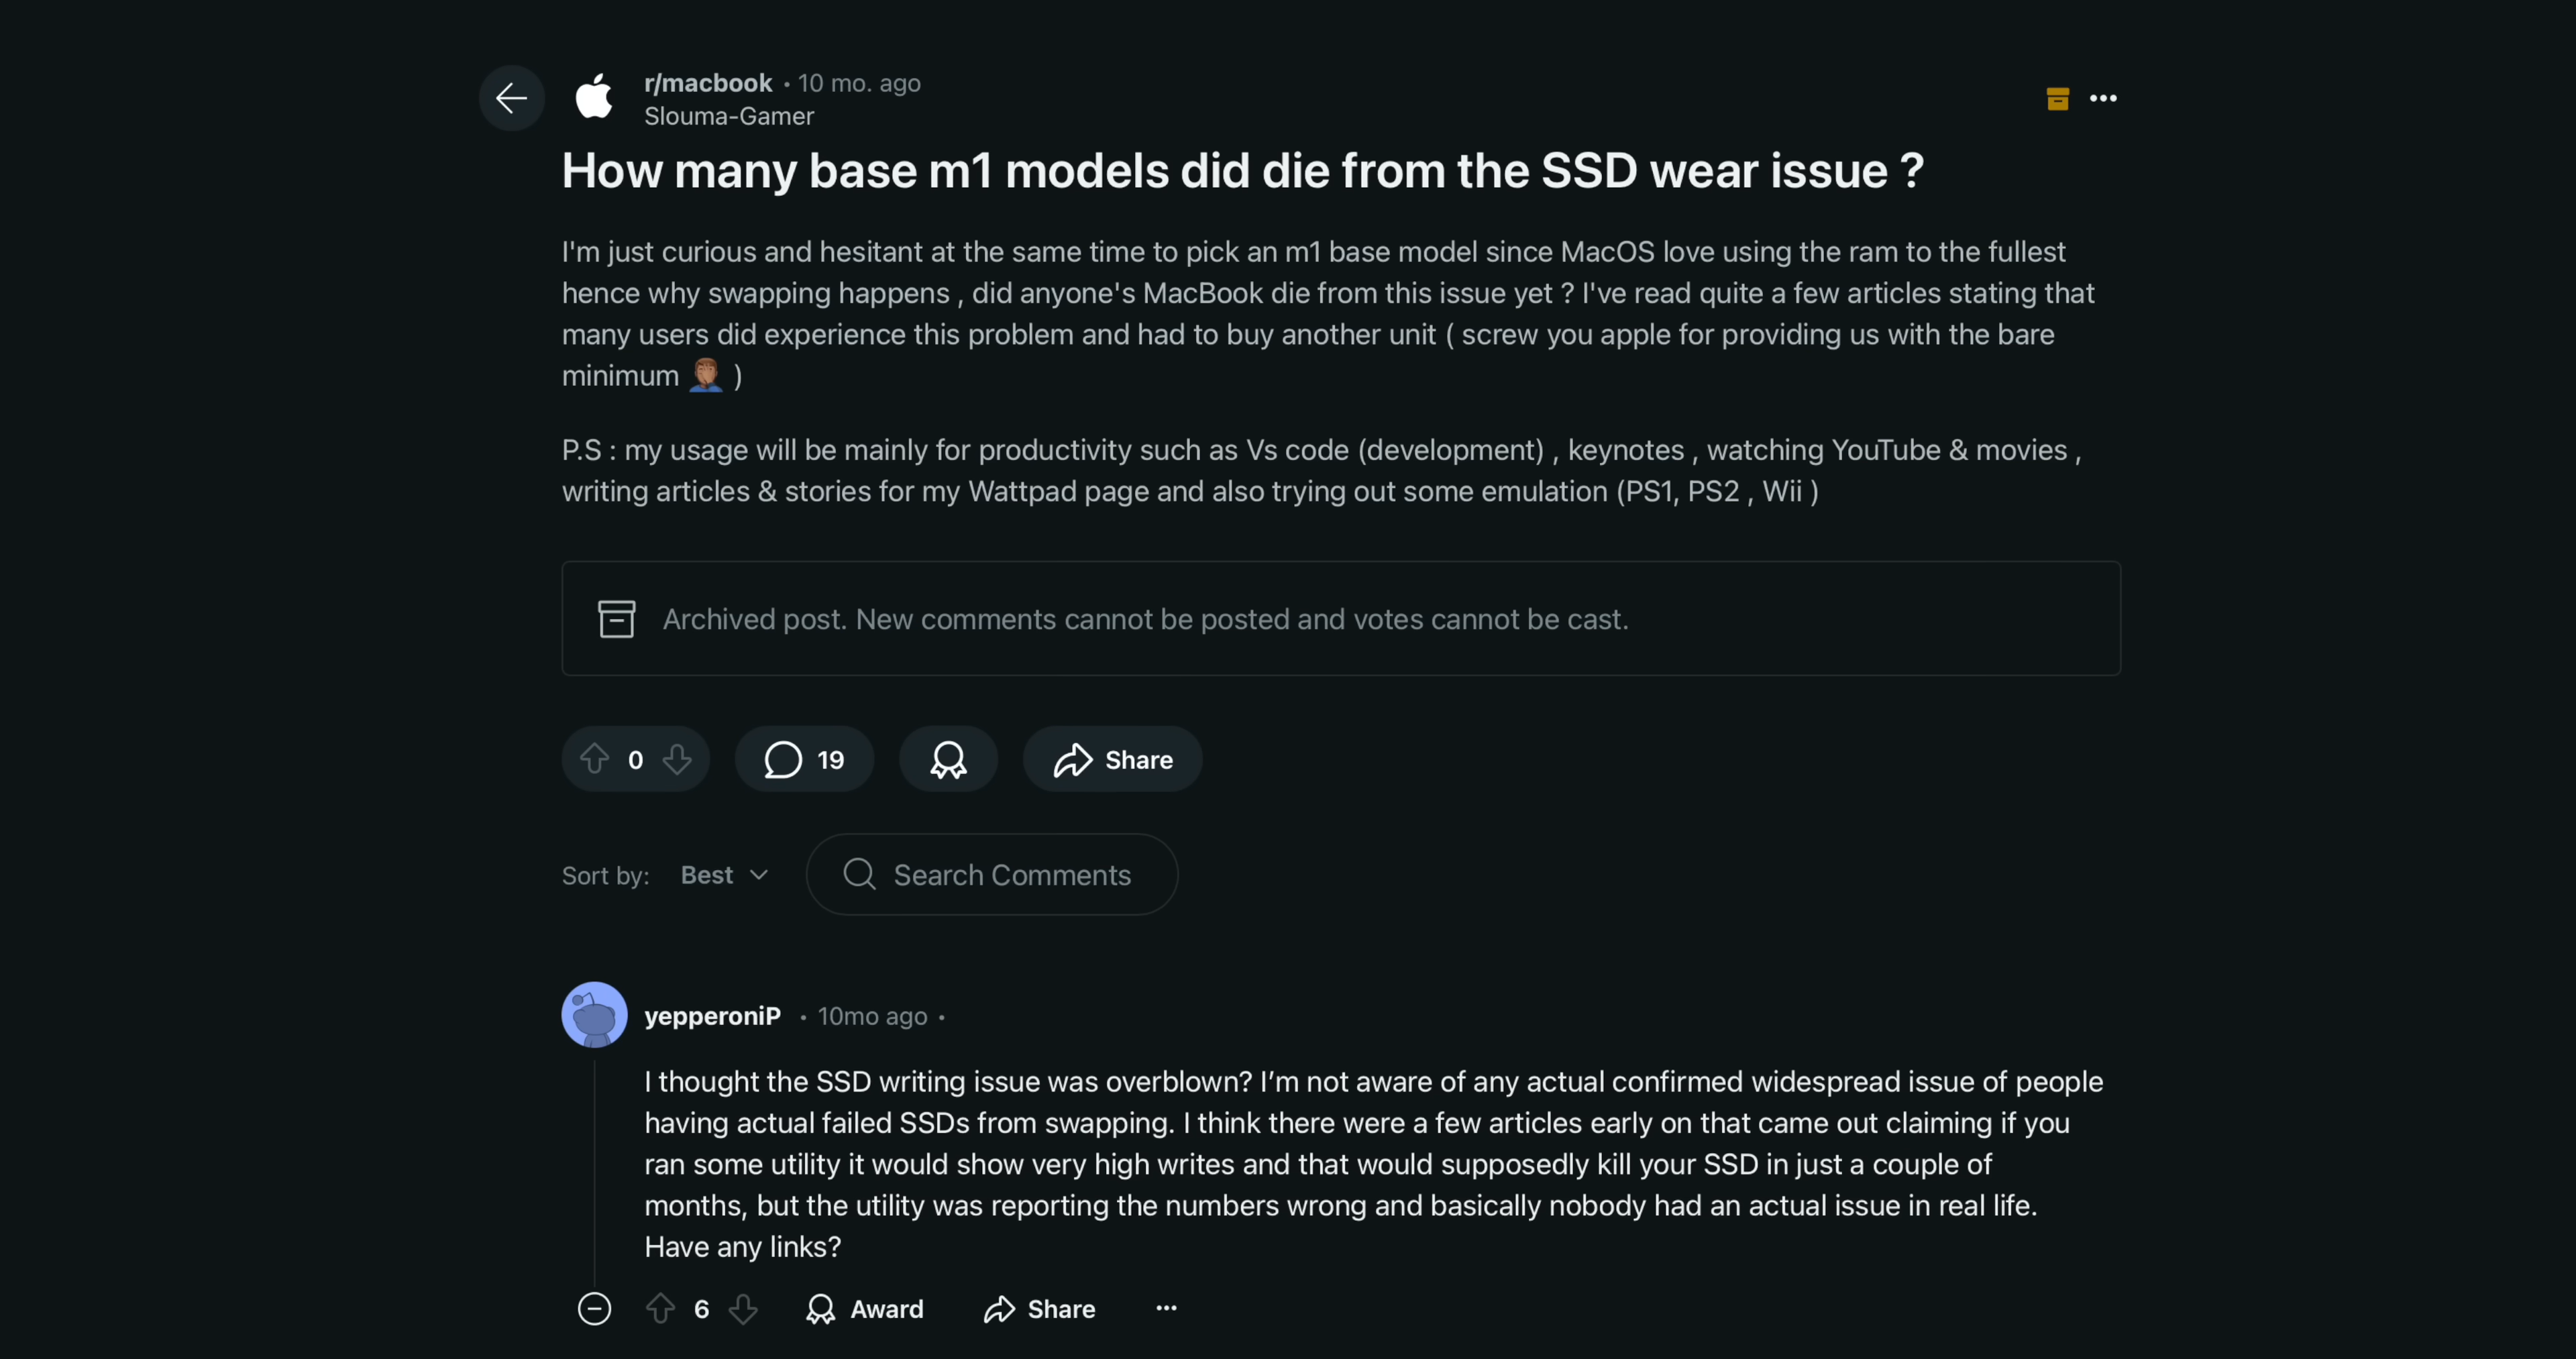 r/macbook • 10 mo. ago
Slouma-Gamer
How many base m1 models did die from the SSD wear issue ?
I'm just curious and hesitant at the same time to pick an m1 base model since MacOS love using the ram to the fullest
hence why swapping happens , did anyone's MacBook die from this issue yet ? I've read quite a few articles stating that
many users did experience this problem and had to buy another unit ( screw you apple for providing us with the bare
minimum 🤦🏽‍♂️ )
P.S : my usage will be mainly for productivity such as Vs code (development) , keynotes , watching YouTube & movies ,
writing articles & stories for my Wattpad page and also trying out some emulation (PS1, PS2 , Wii )
Archived post. New comments cannot be posted and votes cannot be cast.
0 19 Share
Sort by: Best Search Comments
yepperoniP • 10mo ago •
I thought the SSD writing issue was overblown? I’m not aware of any actual confirmed widespread issue of people
having actual failed SSDs from swapping. I think there were a few articles early on that came out claiming if you
ran some utility it would show very high writes and that would supposedly kill your SSD in just a couple of
months, but the utility was reporting the numbers wrong and basically nobody had an actual issue in real life.
Have any links?
6 Award Share